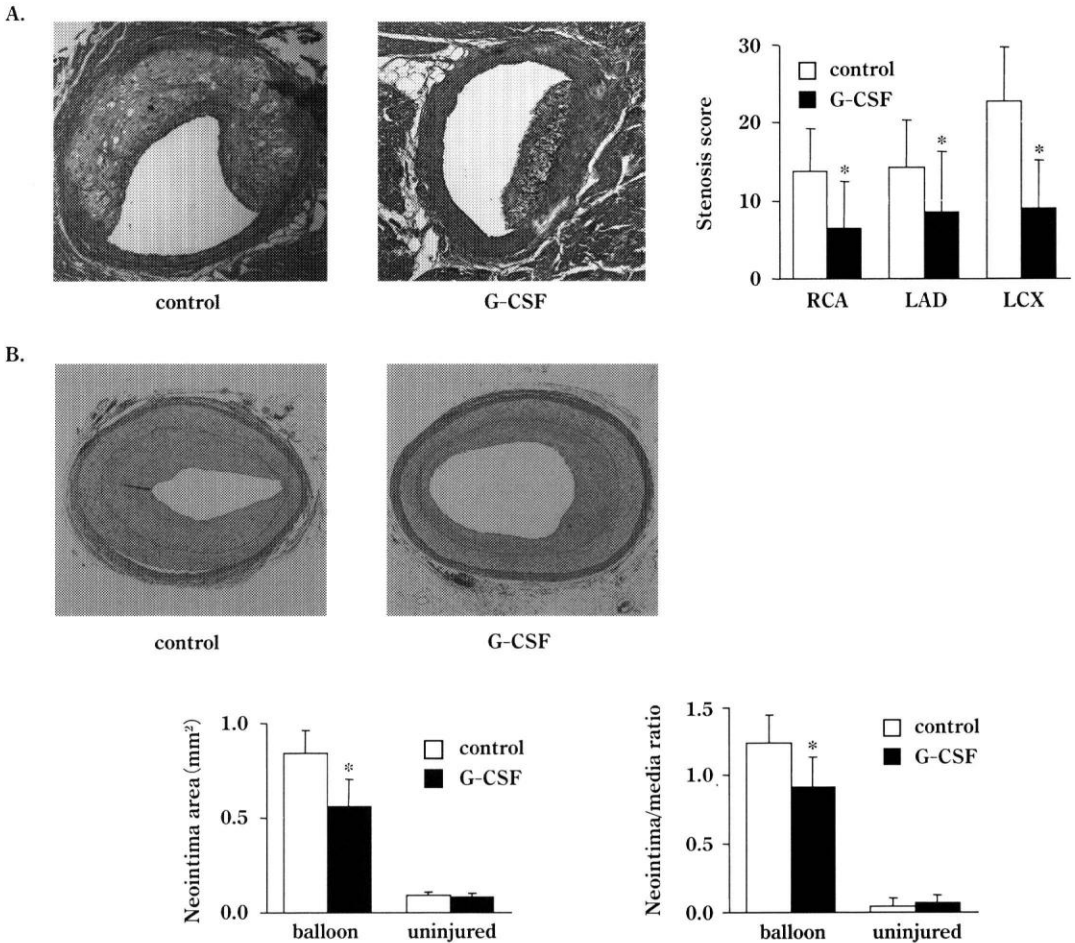 A.
control
G-CSF
Stenosis score
30
20
10
0
control
G-CSF
*
*
*
RCA LAD LCX
B.
control
G-CSF
Neointima area (mm²)
1.0
0.5
0.0
control
G-CSF
*
balloon uninjured
Neointima/media ratio
1.5
1.0
0.5
0.0
control
G-CSF
*
balloon uninjured